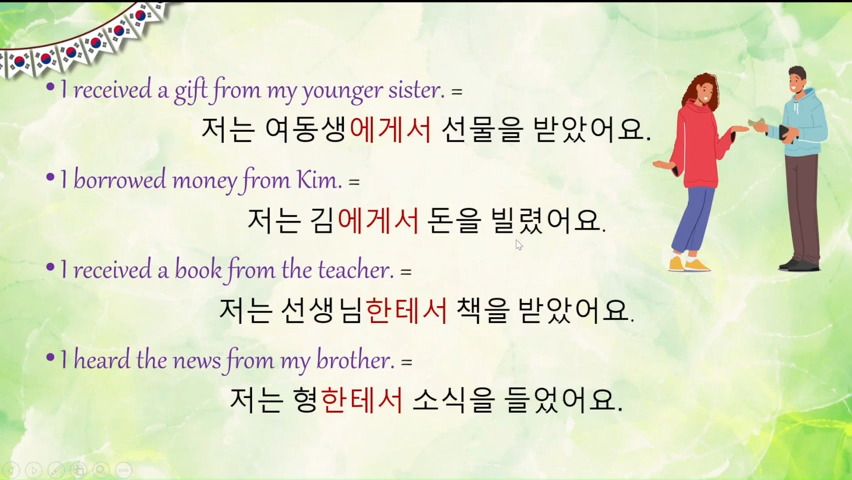 • I received a gift from my younger sister. =
저는 여동생에게서 선물을 받았어요.
• I borrowed money from Kim. =
저는 김에게서 돈을 빌렸어요.
• I received a book from the teacher. =
저는 선생님한테서 책을 받았어요.
• I heard the news from my brother. =
저는 형한테서 소식을 들었어요.